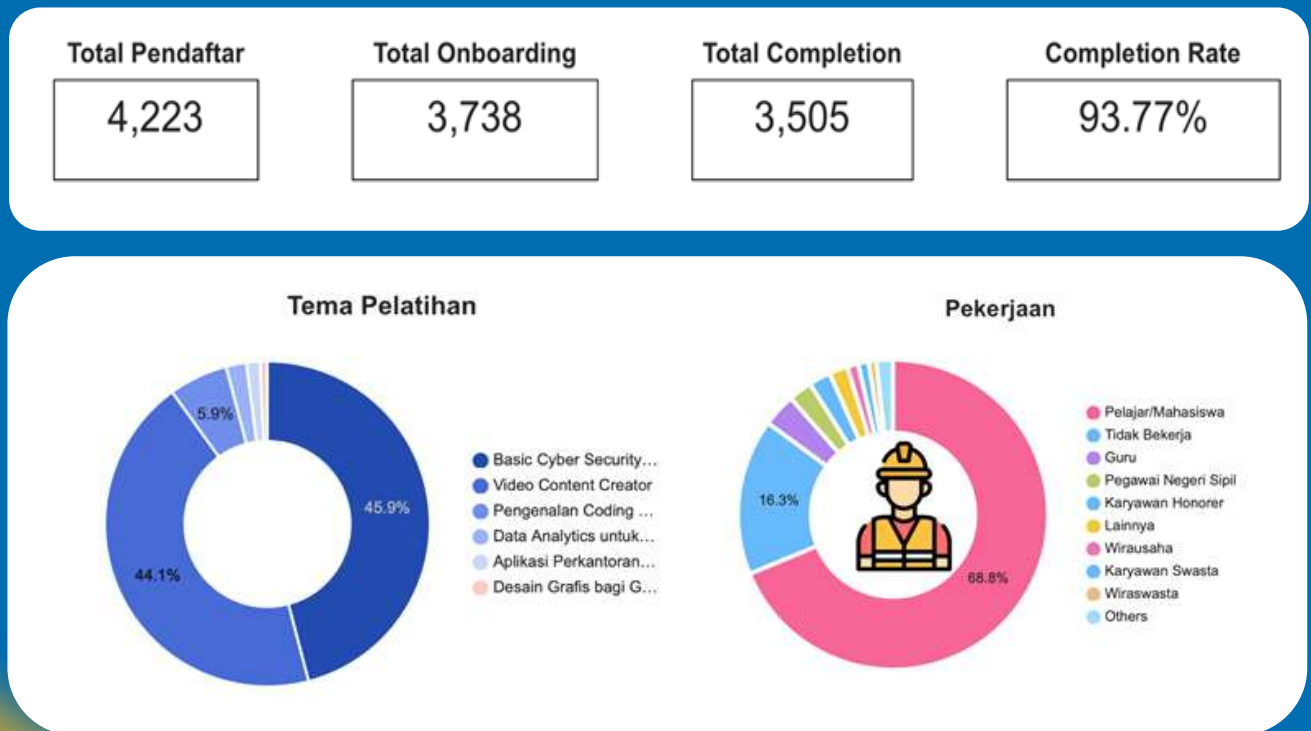 Total Pendaftar
4,223
Total Onboarding
3,738
Total Completion
3,505
Completion Rate
93.77%
Tema Pelatihan
5.9%
45.9%
44.1%
Basic Cyber Security...
Video Content Creator
Pengenalan Coding ...
Data Analytics untuk...
Aplikasi Perkantoran...
Desain Grafis bagi G...
Pekerjaan
16.3%
68.8%
Pelajar/Mahasiswa
Tidak Bekerja
Guru
Pegawai Negeri Sipil
Karyawan Honorer
Lainnya
Wirausaha
Karyawan Swasta
Wiraswasta
Others